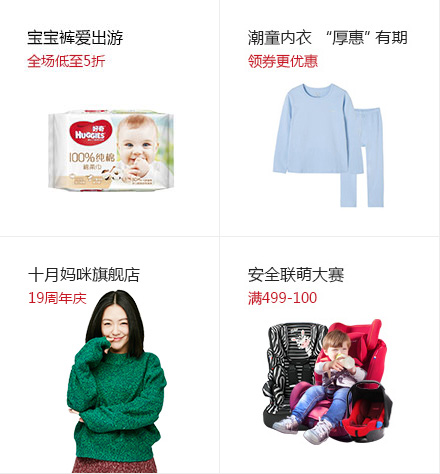 宝宝裤爱出游
全场低至5折
好奇
HUGGIES
100%纯棉
绵柔巾
潮童内衣 “厚惠” 有期
领券更优惠
十月妈咪旗舰店
19周年庆
安全联萌大赛
满499-100